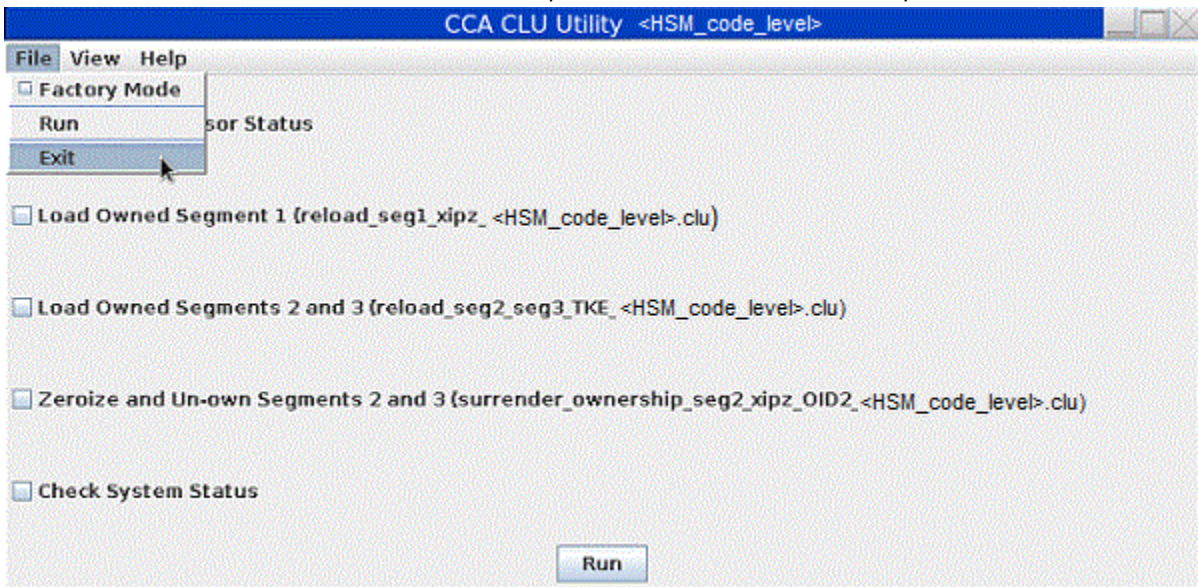 CCA CLU Utility <HSM_code_level>
File View Help
Factory Mode
Run
sor Status
Exit
Load Owned Segment 1 (reload_seg1_xipz_ <HSM_code_level>.clu)
Load Owned Segments 2 and 3 (reload_seg2_seg3_TKE_ <HSM_code_level>.clu)
Zeroize and Un-own Segments 2 and 3 (surrender_ownership_seg2_xipz_OID2_ <HSM_code_level>.clu)
Check System Status
Run